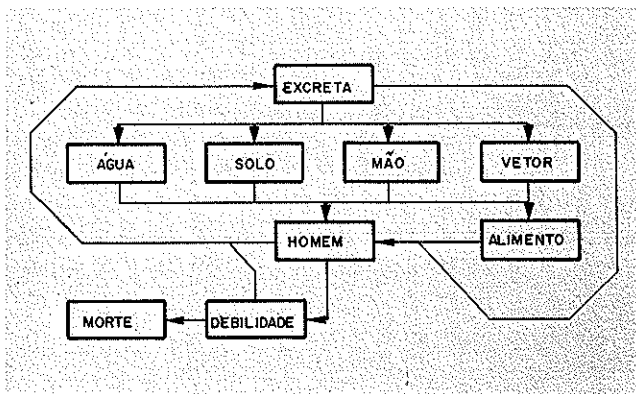 EXCRETA
ÁGUA
SOLO
MÃO
VETOR
HOMEM
ALIMENTO
MORTE
DEBILIDADE